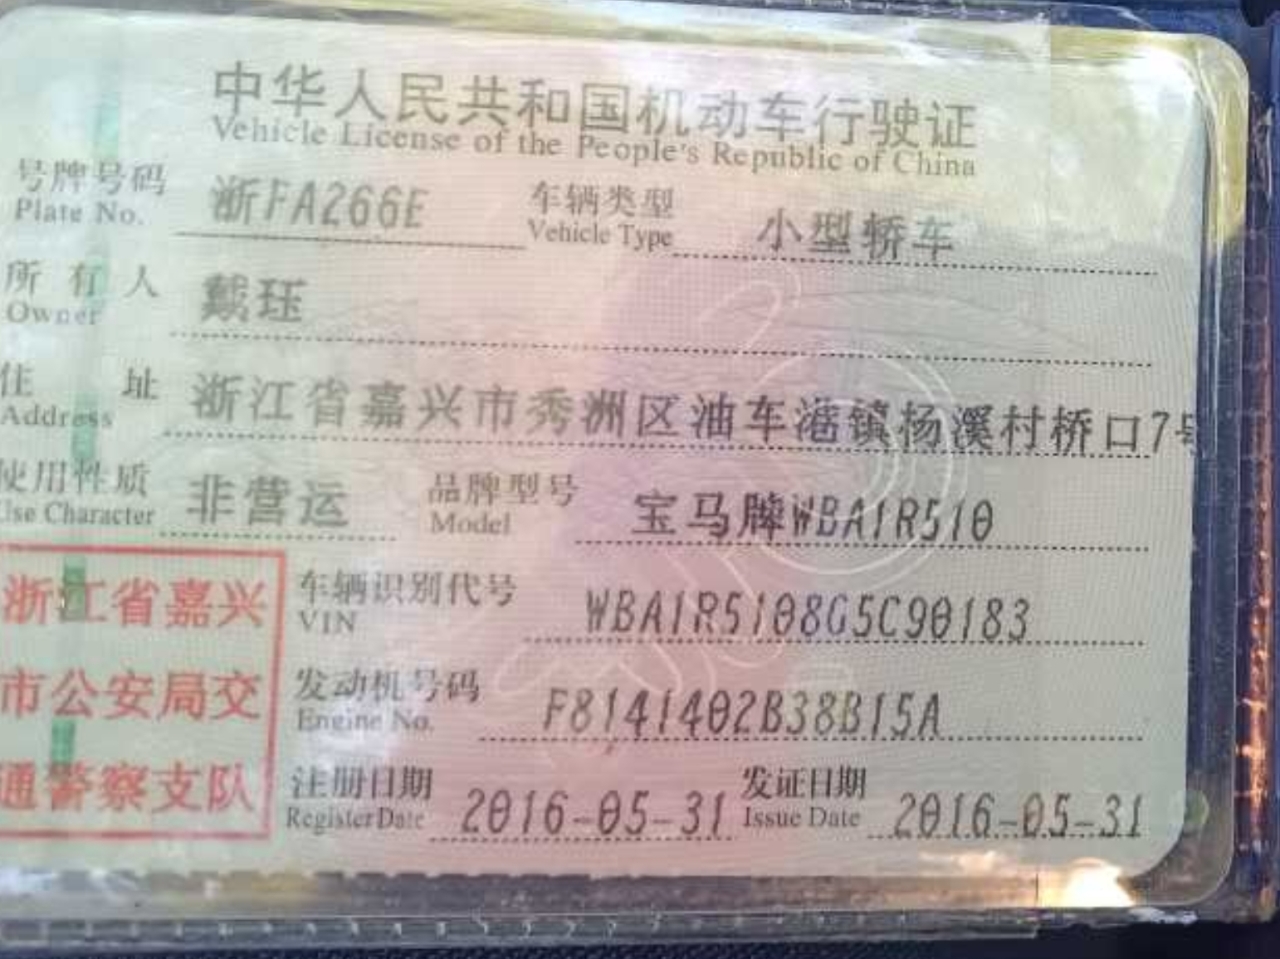 中华人民共和国机动车行驶证
Vehicle License of the People's Republic of China
号牌号码 浙FA266E 车辆类型 小型轿车
Plate No. Vehicle Type
所有人 戴珏
Owner
住址 浙江省嘉兴市秀洲区油车港镇杨溪村桥口7号
Address
使用性质 非营运 品牌型号 宝马牌WBA1R510
Use Character Model
车辆识别代号 WBA1R5108G5C90183
VIN
发动机号码 F8141402B38B15A
Engine No.
注册日期 2016-05-31 发证日期 2016-05-31
Register Date Issue Date
浙江省嘉兴
市公安局交
通警察支队